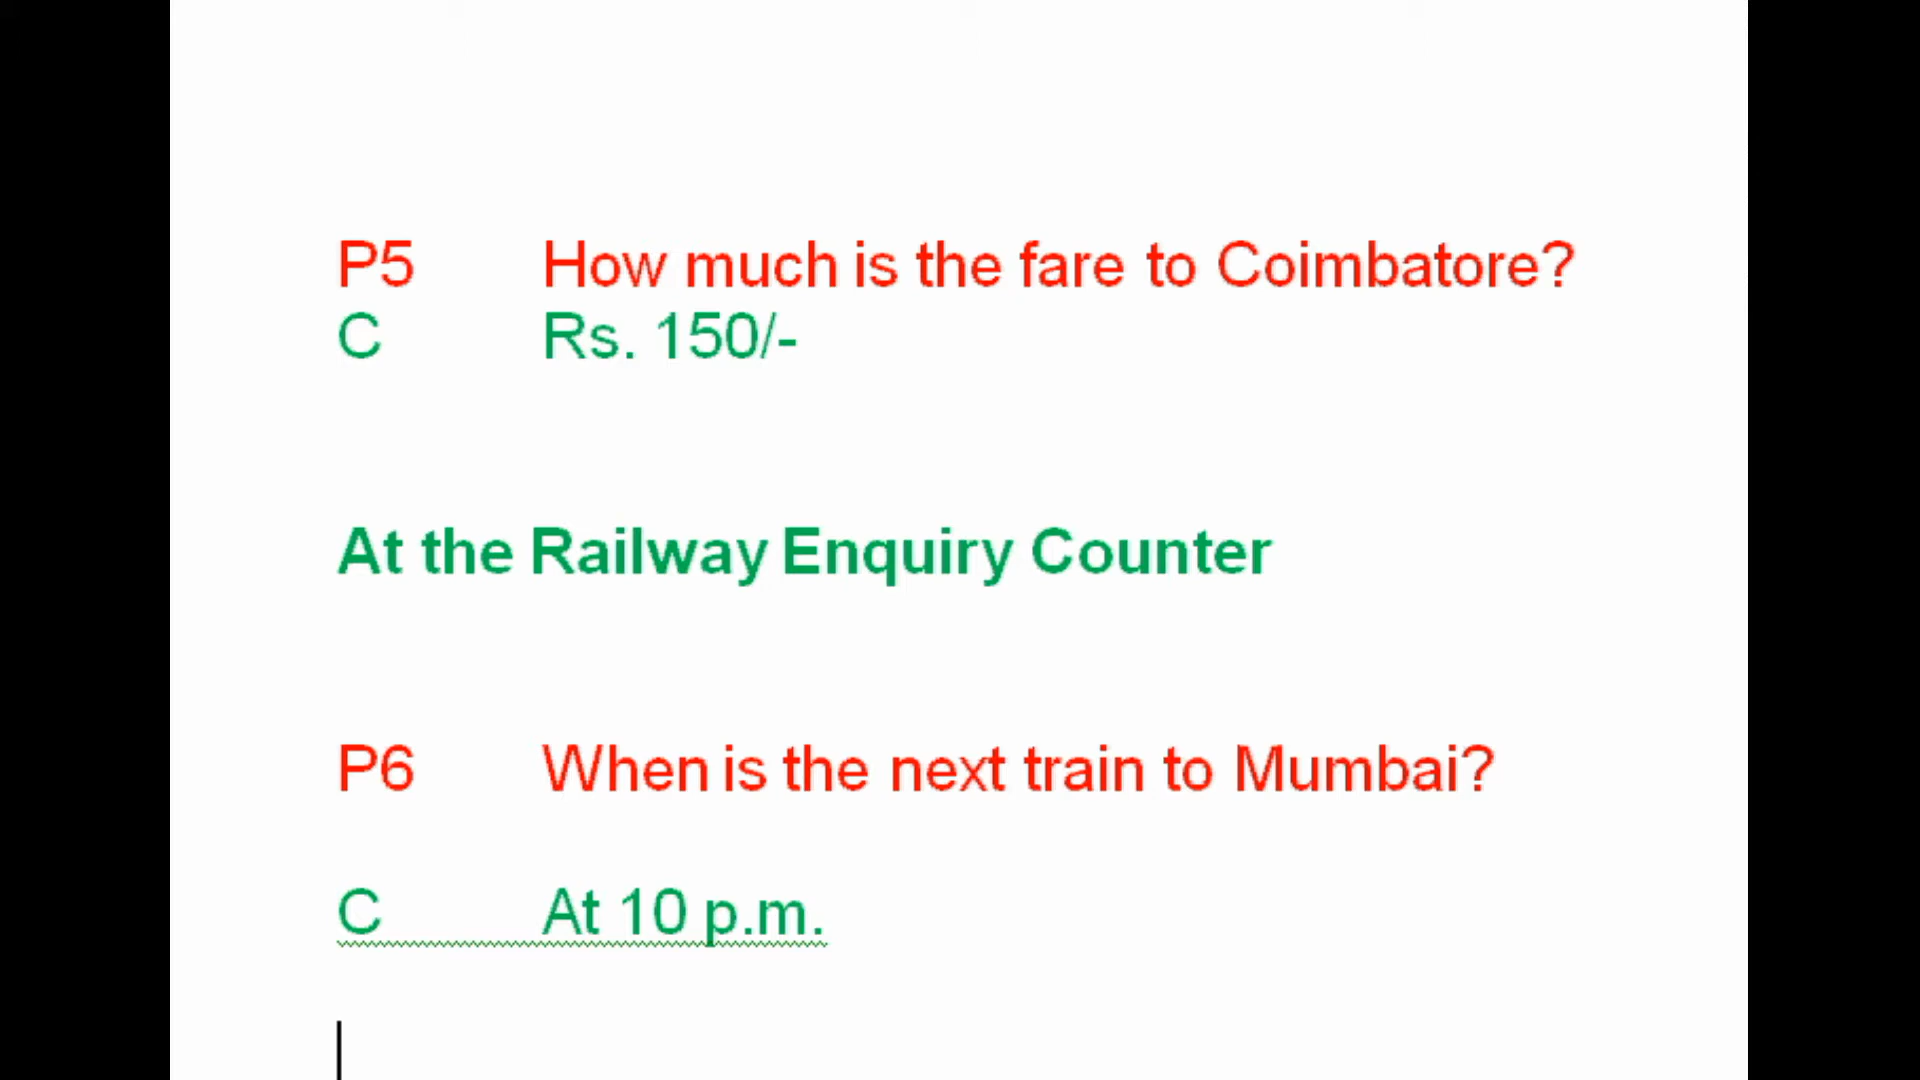 P5 How much is the fare to Coimbatore?
C Rs. 150/-
At the Railway Enquiry Counter
P6 When is the next train to Mumbai?
C At 10 p.m.